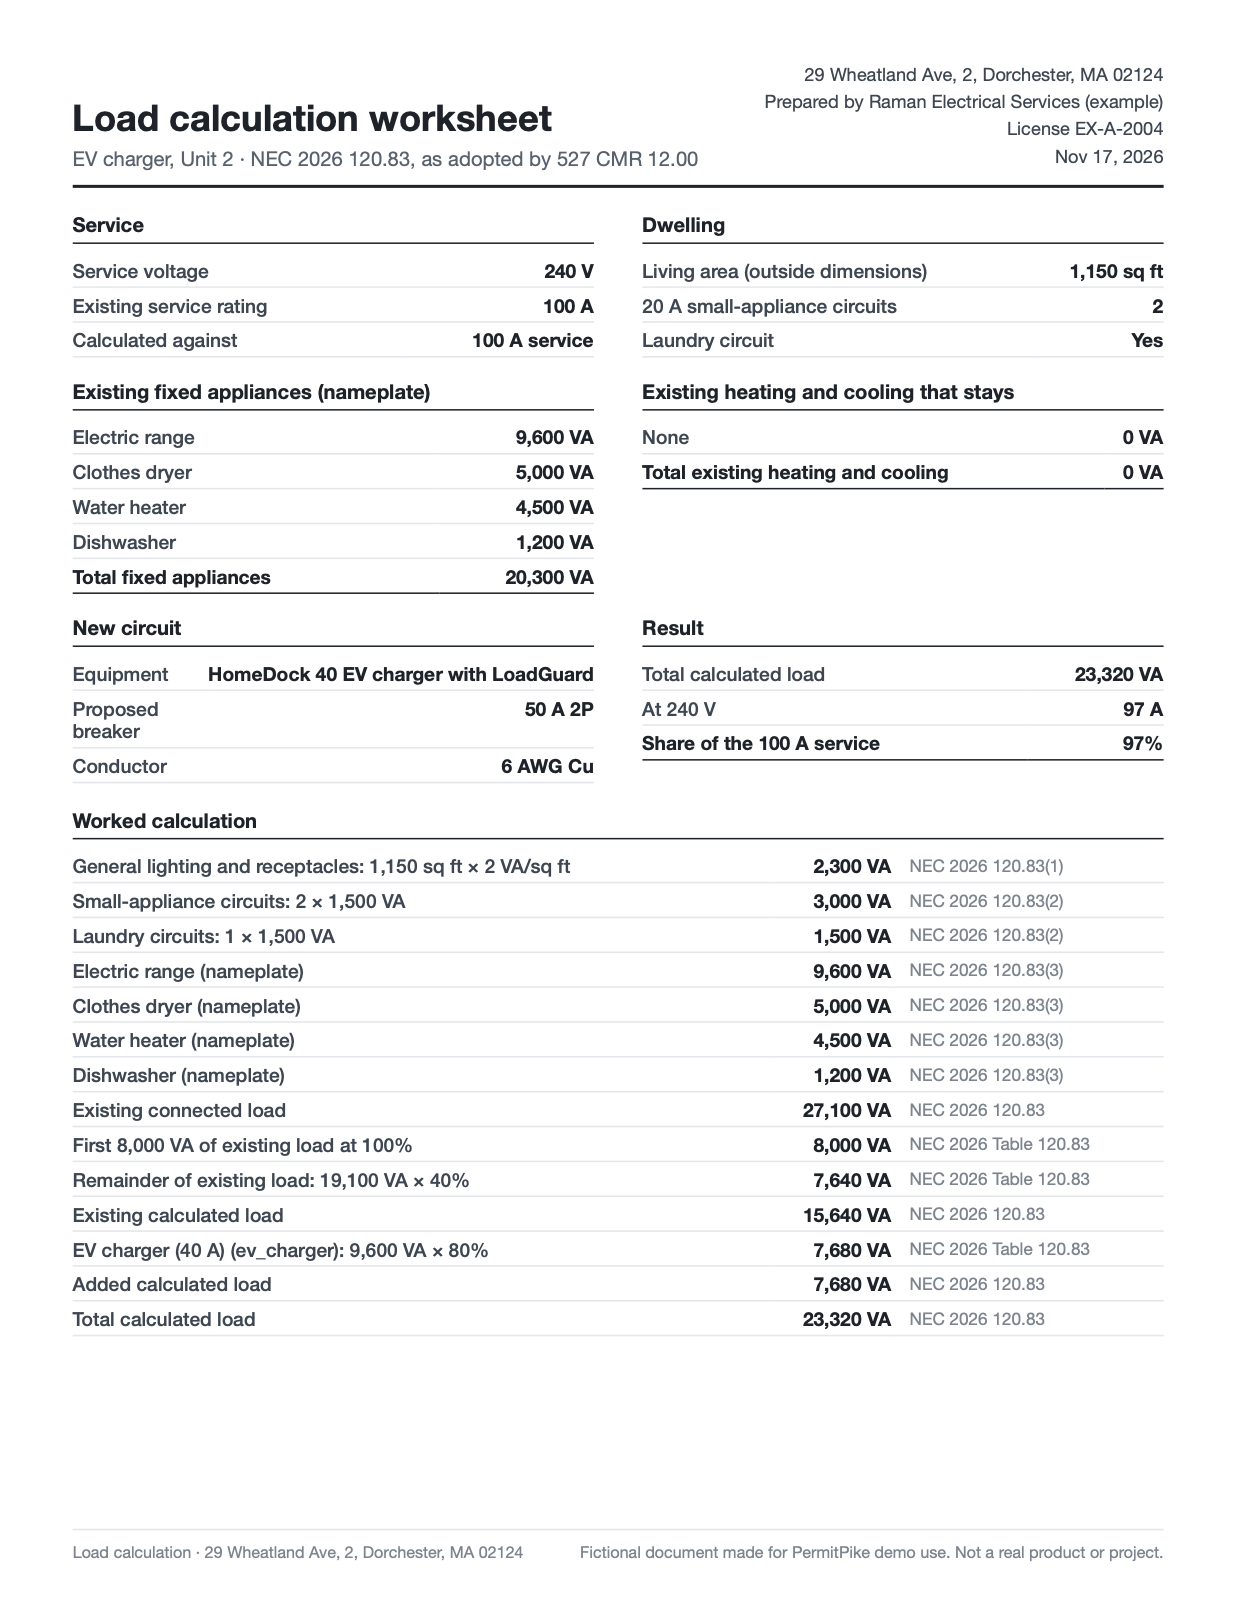 29 Wheatland Ave, 2, Dorchester, MA 02124
Prepared by Raman Electrical Services (example)
License EX-A-2004
Nov 17, 2026
Load calculation worksheet
EV charger, Unit 2 · NEC 2026 120.83, as adopted by 527 CMR 12.00
Service
Service voltage 240 V
Existing service rating 100 A
Calculated against 100 A service
Dwelling
Living area (outside dimensions) 1,150 sq ft
20 A small-appliance circuits 2
Laundry circuit Yes
Existing fixed appliances (nameplate)
Electric range 9,600 VA
Clothes dryer 5,000 VA
Water heater 4,500 VA
Dishwasher 1,200 VA
Total fixed appliances 20,300 VA
Existing heating and cooling that stays
None 0 VA
Total existing heating and cooling 0 VA
New circuit
Equipment HomeDock 40 EV charger with LoadGuard
Proposed 50 A 2P
breaker
Conductor 6 AWG Cu
Result
Total calculated load 23,320 VA
At 240 V 97 A
Share of the 100 A service 97%
Worked calculation
General lighting and receptacles: 1,150 sq ft × 2 VA/sq ft 2,300 VA NEC 2026 120.83(1)
Small-appliance circuits: 2 × 1,500 VA 3,000 VA NEC 2026 120.83(2)
Laundry circuits: 1 × 1,500 VA 1,500 VA NEC 2026 120.83(2)
Electric range (nameplate) 9,600 VA NEC 2026 120.83(3)
Clothes dryer (nameplate) 5,000 VA NEC 2026 120.83(3)
Water heater (nameplate) 4,500 VA NEC 2026 120.83(3)
Dishwasher (nameplate) 1,200 VA NEC 2026 120.83(3)
Existing connected load 27,100 VA NEC 2026 120.83
First 8,000 VA of existing load at 100% 8,000 VA NEC 2026 Table 120.83
Remainder of existing load: 19,100 VA × 40% 7,640 VA NEC 2026 Table 120.83
Existing calculated load 15,640 VA NEC 2026 120.83
EV charger (40 A) (ev_charger): 9,600 VA × 80% 7,680 VA NEC 2026 Table 120.83
Added calculated load 7,680 VA NEC 2026 120.83
Total calculated load 23,320 VA NEC 2026 120.83
Load calculation · 29 Wheatland Ave, 2, Dorchester, MA 02124
Fictional document made for PermitPike demo use. Not a real product or project.